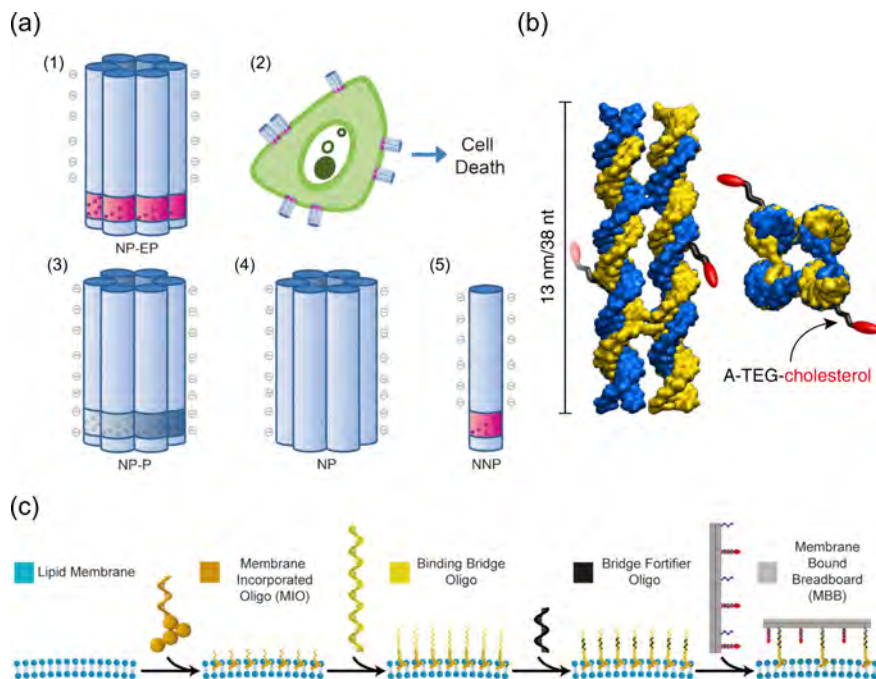 (a)
(1)
NP-EP
(2)
Cell
Death
(3)
NP-P
(4)
NP
(5)
NNP
(b)
13 nm/38 nt
A-TEG-cholesterol
(c)
Lipid Membrane
Membrane
Incorporated
Oligo (MIO)
Binding Bridge
Oligo
Bridge Fortifier
Oligo
Membrane
Bound
Breadboard
(MBB)